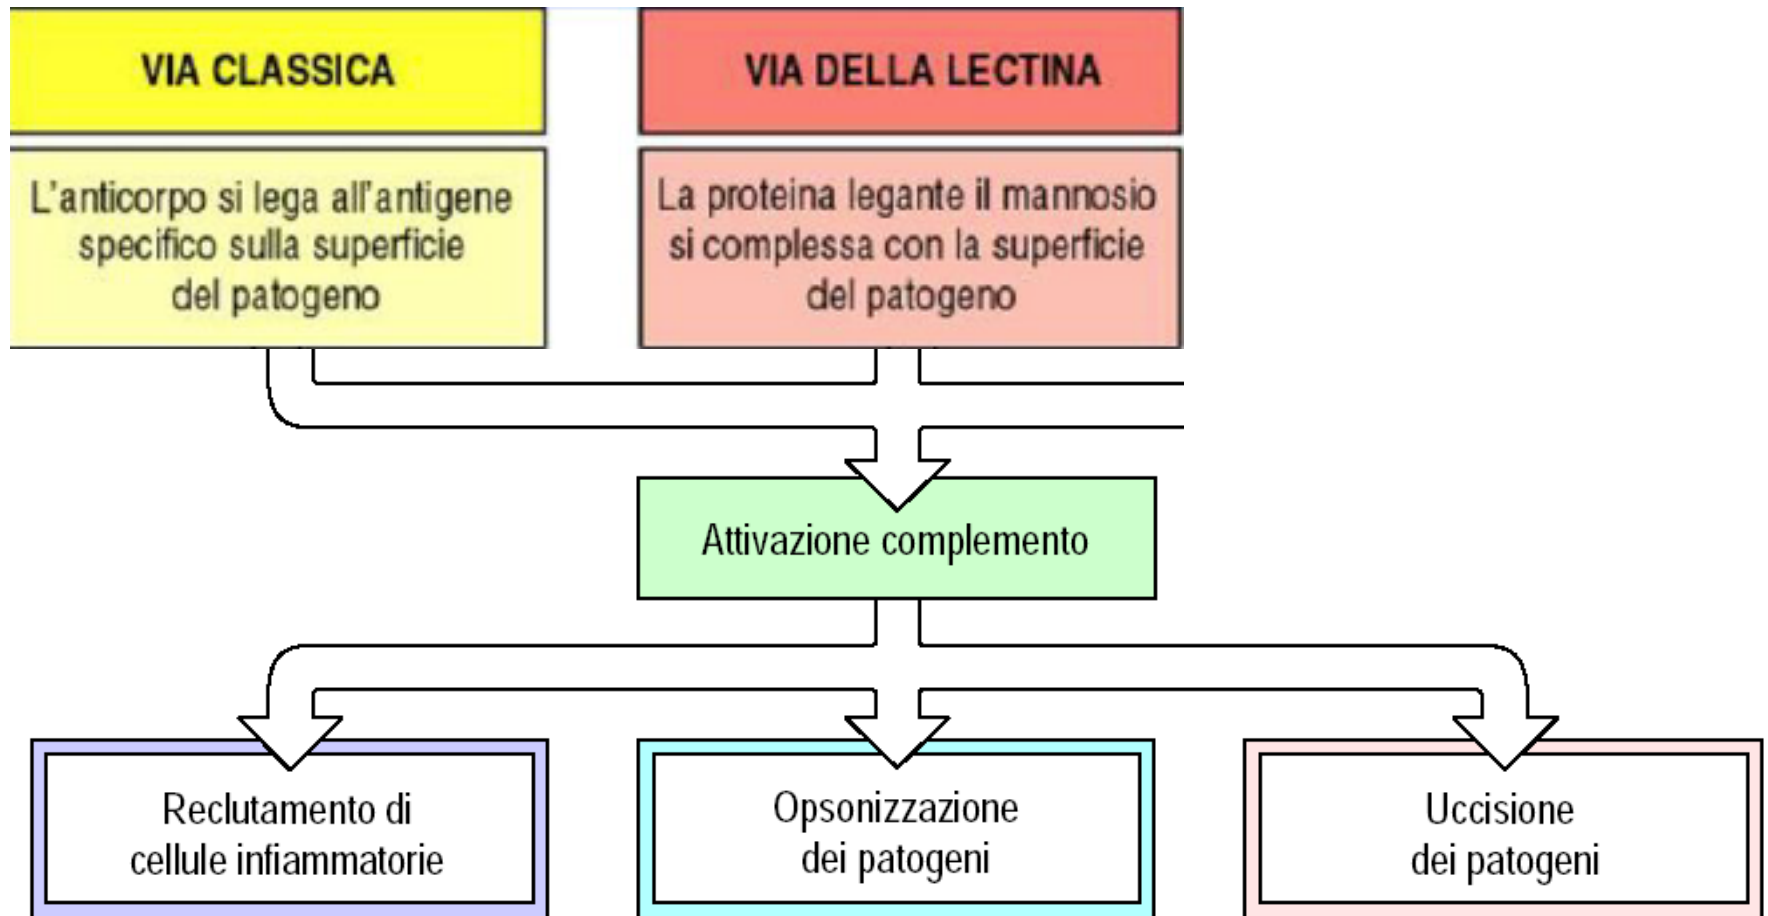 VIA CLASSICA
L'anticorpo si lega all'antigene
specifico sulla superficie
del patogeno
VIA DELLA LECTINA
La proteina legante il mannosio
si complessa con la superficie
del patogeno
Attivazione complemento
Reclutamento di
cellule infiammatorie
Opsonizzazione
dei patogeni
Uccisione
dei patogeni